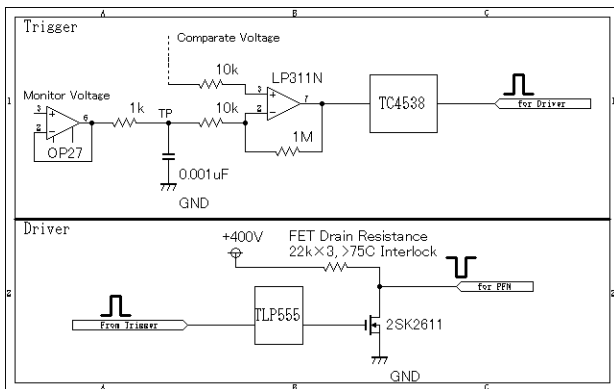 A B C
Trigger
Comparate Voltage
10k
LP311N
Monitor Voltage
3
7
2
1k
TP
10k
TC4538
for Driver
1
1
3
2
6
OP27
1M
0.001uF
GND
Driver
+400V
FET Drain Resistance
22k×3, >75C Interlock
for PFN
2
2
TLP555
From Trigger
2SK2611
GND
A B C